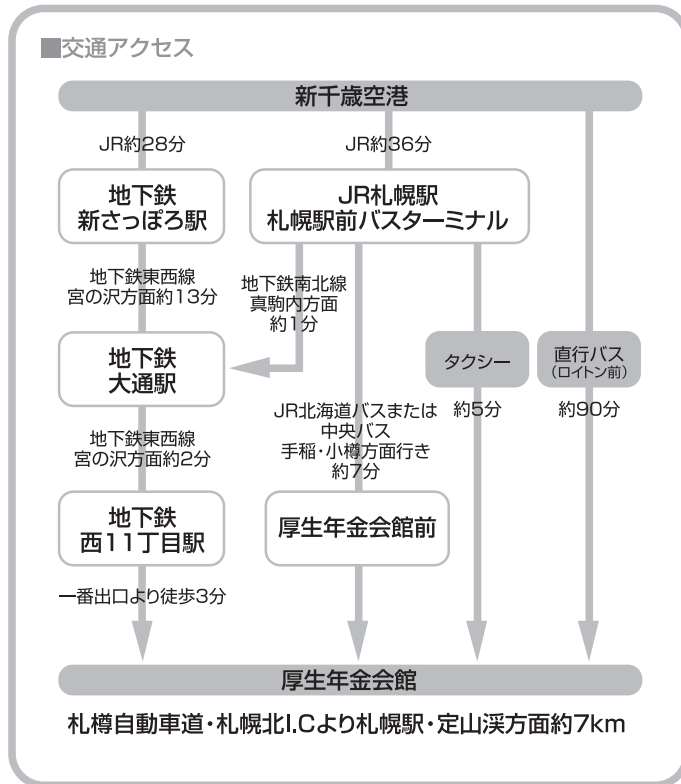 ■交通アクセス
新千歳空港
JR約28分
地下鉄
新さっぽろ駅
地下鉄東西線
宮の沢方面約13分
地下鉄
大通駅
地下鉄東西線
宮の沢方面約2分
地下鉄
西11丁目駅
一番出口より徒歩3分
JR約36分
JR札幌駅
札幌駅前バスターミナル
地下鉄南北線
真駒内方面
約1分
JR北海道バスまたは
中央バス
手稲・小樽方面行き
約7分
厚生年金会館前
タクシー
約5分
直行バス
（ロイトン前）
約90分
厚生年金会館
札樽自動車道・札幌北I.Cより札幌駅・定山渓方面約7km